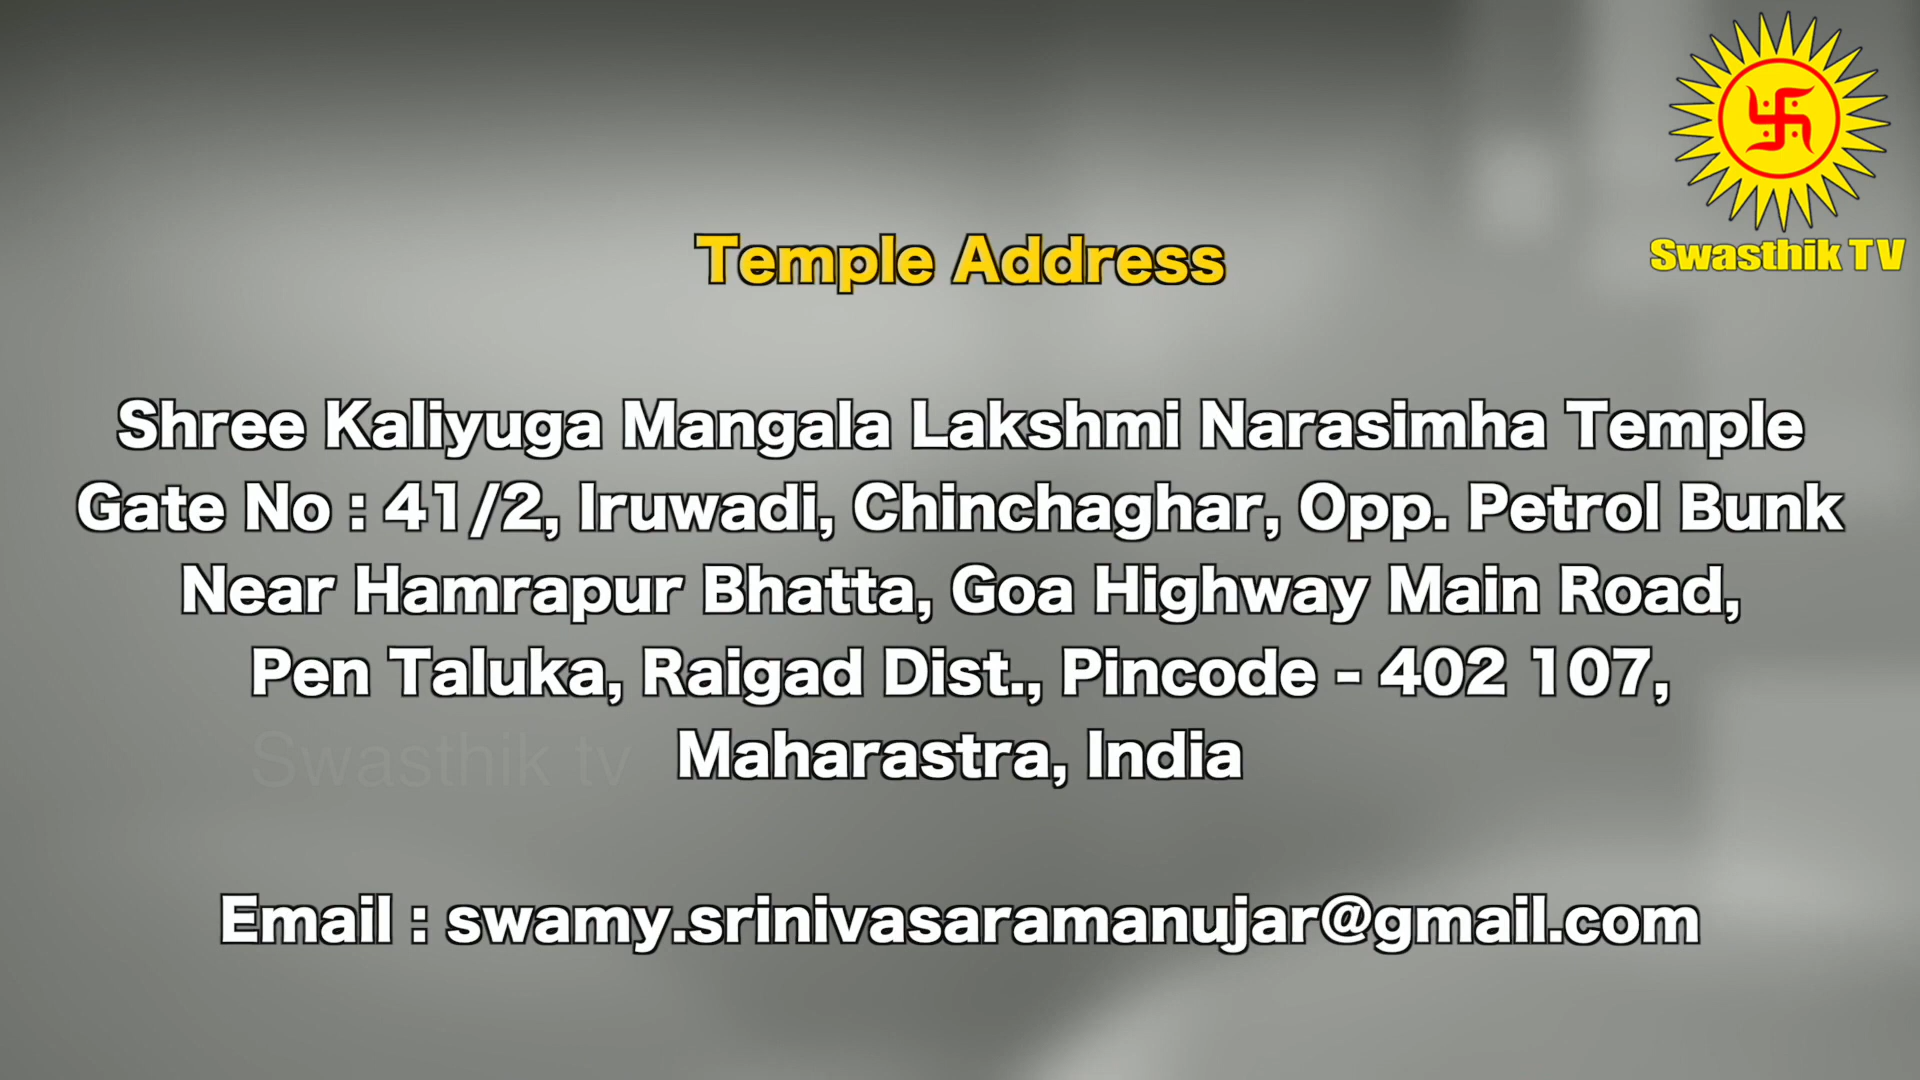 Swasthik TV
Temple Address
Shree Kaliyuga Mangala Lakshmi Narasimha Temple
Gate No : 41/2, Iruwadi, Chinchaghar, Opp. Petrol Bunk
Near Hamrapur Bhatta, Goa Highway Main Road,
Pen Taluka, Raigad Dist., Pincode - 402 107,
Maharastra, India
Swasthik tv
Email : swamy.srinivasaramanujar@gmail.com